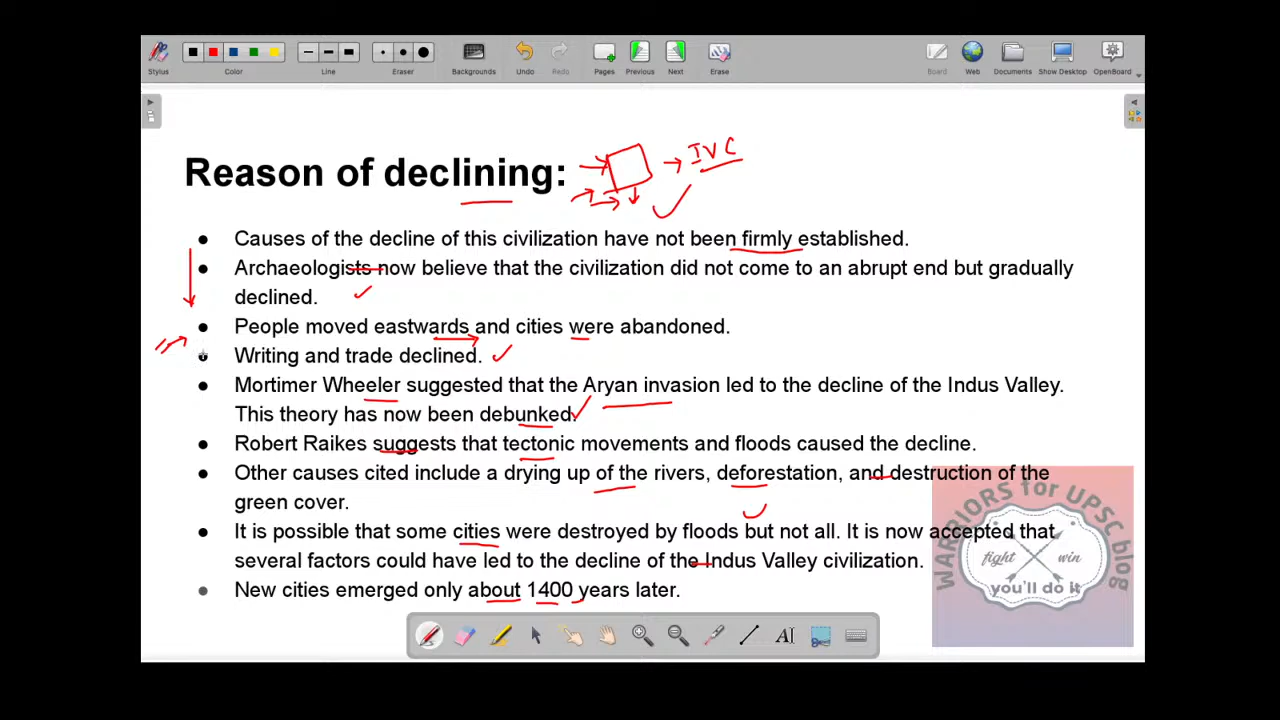 Stylus
Color
Line
Eraser
Backgrounds
Undo
Redo
Pages
Previous
Next
Erase
Board
Web
Documents
Show Desktop
OpenBoard
Reason of declining:
IVC
Causes of the decline of this civilization have not been firmly established.
Archaeologists now believe that the civilization did not come to an abrupt end but gradually
declined.
People moved eastwards and cities were abandoned.
Writing and trade declined.
Mortimer Wheeler suggested that the Aryan invasion led to the decline of the Indus Valley.
This theory has now been debunked.
Robert Raikes suggests that tectonic movements and floods caused the decline.
Other causes cited include a drying up of the rivers, deforestation, and destruction of the
green cover.
It is possible that some cities were destroyed by floods but not all. It is now accepted that
several factors could have led to the decline of the Indus Valley civilization.
New cities emerged only about 1400 years later.
WARRIORS for UPSC blog
fight win
you'll do it
AI